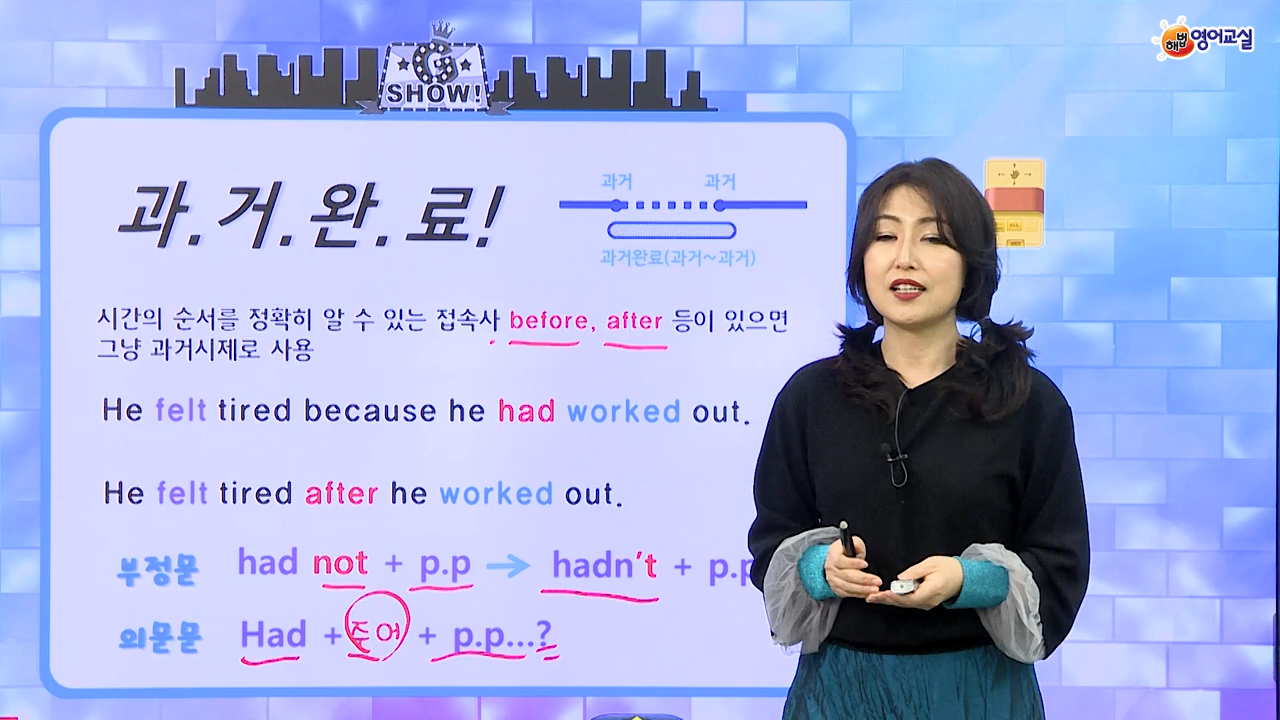 해법영어교실
G
SHOW!
과.거.완.료!
과거 과거
과거완료(과거~과거)
시간의 순서를 정확히 알 수 있는 접속사 before, after 등이 있으면
그냥 과거시제로 사용
He felt tired because he had worked out.
He felt tired after he worked out.
부정문 had not + p.p → hadn't + p.p
의문문 Had + 주어 + p.p...?